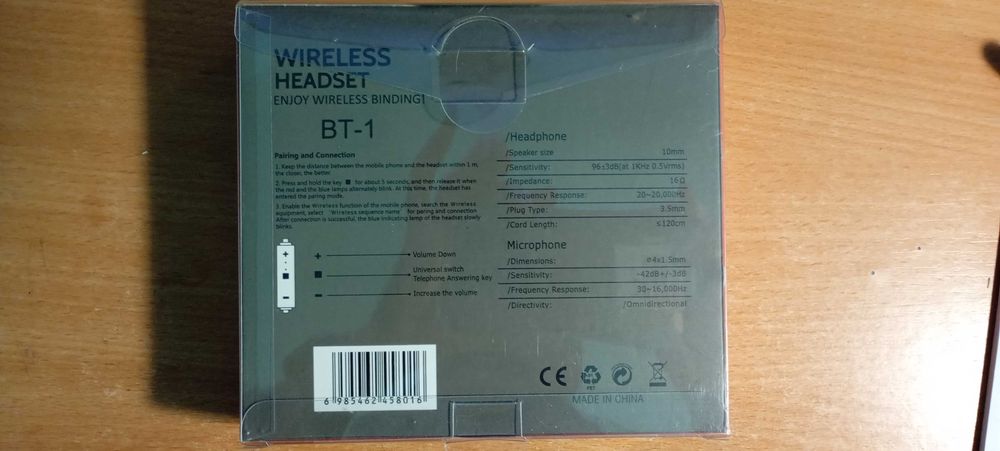 WIRELESS
HEADSET
ENJOY WIRELESS BINDING!
BT-1
Pairing and Connection
1. Keep the distance between the mobile phone and the headset within 1 m,
the closer, the better.
2. Press and hold the key ■ for about 5 seconds, and then release it when
the red and the blue lamps alternately blink. At this time, the headset has
entered the pairing mode.
3. Enable the Wireless function of the mobile phone, search the Wireless
equipment, select "Wireless sequence name" for pairing and connection
After connection is successful, the blue indicating lamp of the headset slowly
blinks.
+ Volume Down
■ Universal switch
Telephone Answering key
− Increase the volume
/Headphone
/Speaker size 10mm
/Sensitivity: 96±3dB(at 1KHz 0.5Vrms)
/Impedance: 16Ω
/Frequency Response: 20~20,000Hz
/Plug Type: 3.5mm
/Cord Length: ≤120cm
Microphone
/Dimensions: ø4x1.5mm
/Sensitivity: -42dB+/-3dB
/Frequency Response: 30~16,000Hz
/Directivity: /Omnidirectional
6 985462 458016
CE
PET
MADE IN CHINA